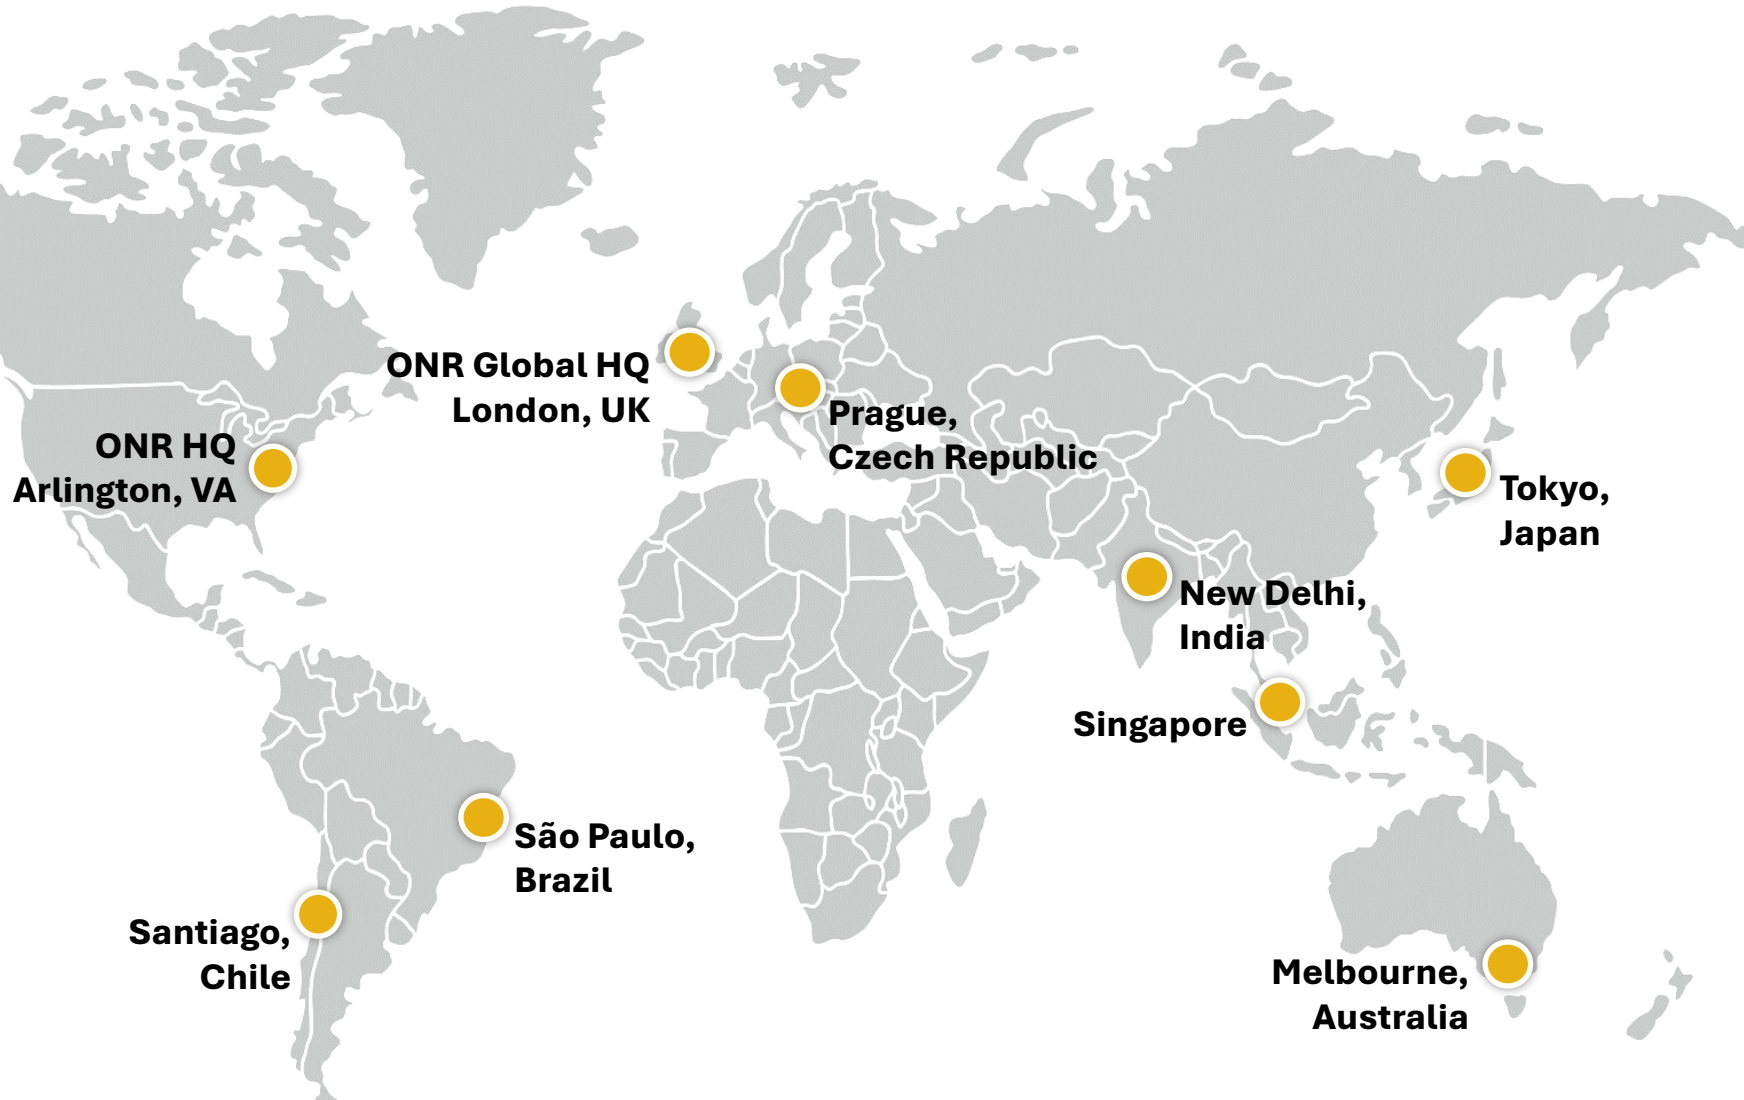 ONR Global HQ
London, UK
Prague,
Czech Republic
ONR HQ
Arlington, VA
Tokyo,
Japan
New Delhi,
India
Singapore
São Paulo,
Brazil
Santiago,
Chile
Melbourne,
Australia